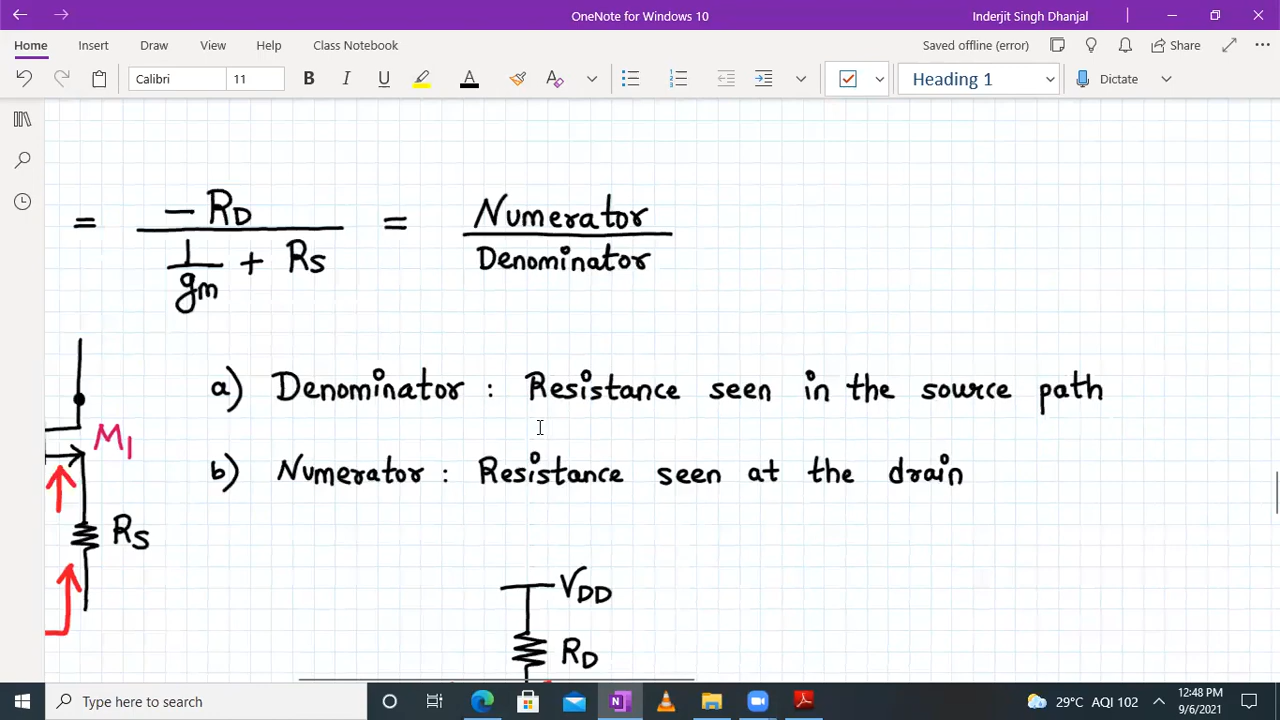 OneNote for Windows 10
Inderjit Singh Dhanjal
Home Insert Draw View Help Class Notebook
Saved offline (error)
Share
Calibri 11 B I U A A Heading 1 Dictate
= -RD / (1/gm + RS) = Numerator / Denominator
a) Denominator : Resistance seen in the source path
M1
b) Numerator : Resistance seen at the drain
RS
VDD
RD
Type here to search
29°C AQI 102
12:48 PM
9/6/2021